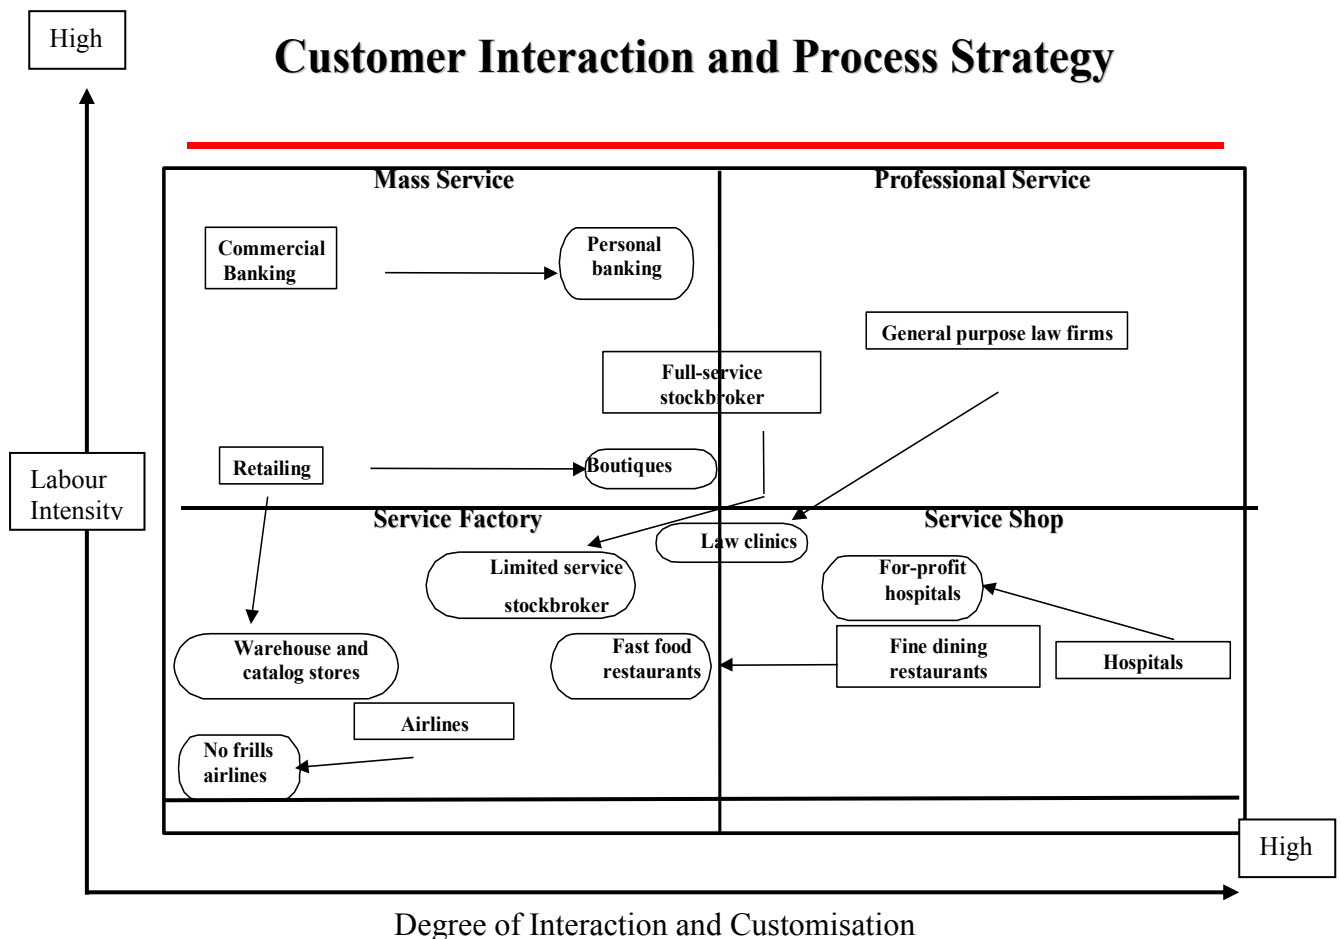 High
Customer Interaction and Process Strategy
Mass Service
Professional Service
Commercial
Banking
Personal
banking
General purpose law firms
Full-service
stockbroker
Retailing
Boutiques
Labour
Intensity
Service Factory
Service Shop
Law clinics
Limited service
stockbroker
For-profit
hospitals
Warehouse and
catalog stores
Fast food
restaurants
Fine dining
restaurants
Hospitals
Airlines
No frills
airlines
High
Degree of Interaction and Customisation